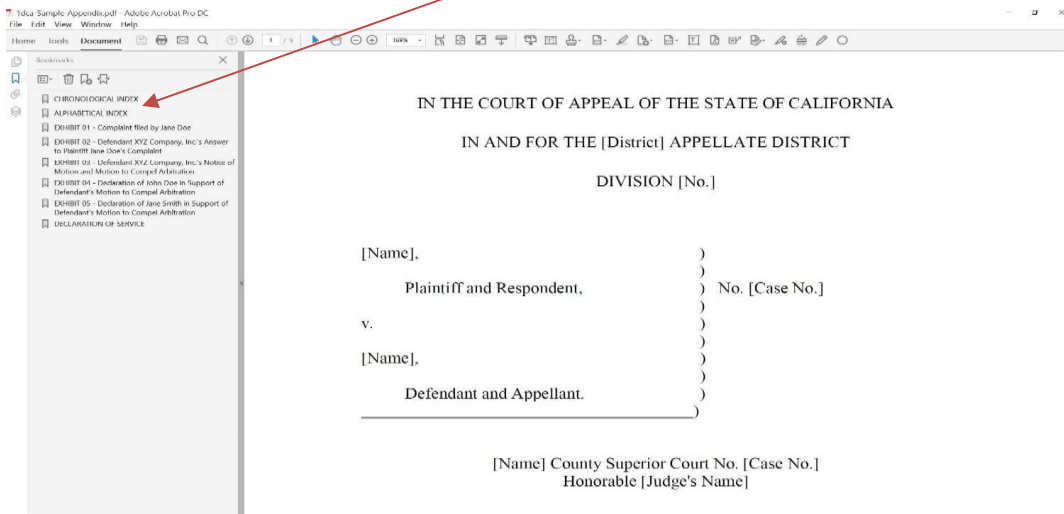 1dca-Sample-Appendix.pdf - Adobe Acrobat Pro DC
File Edit View Window Help
Home Tools Document 1 / 9 169%
Bookmarks
CHRONOLOGICAL INDEX
ALPHABETICAL INDEX
EXHIBIT 01 - Complaint filed by Jane Doe
EXHIBIT 02 - Defendant XYZ Company, Inc.'s Answer
to Plaintiff Jane Doe's Complaint
EXHIBIT 03 - Defendant XYZ Company, Inc.'s Notice of
Motion and Motion to Compel Arbitration
EXHIBIT 04 - Declaration of John Doe in Support of
Defendant's Motion to Compel Arbitration
EXHIBIT 05 - Declaration of Jane Smith in Support of
Defendant's Motion to Compel Arbitration
DECLARATION OF SERVICE
IN THE COURT OF APPEAL OF THE STATE OF CALIFORNIA
IN AND FOR THE [District] APPELLATE DISTRICT
DIVISION [No.]
[Name], )
)
Plaintiff and Respondent, ) No. [Case No.]
)
v. )
)
[Name], )
)
Defendant and Appellant. )
)
[Name] County Superior Court No. [Case No.]
Honorable [Judge's Name]